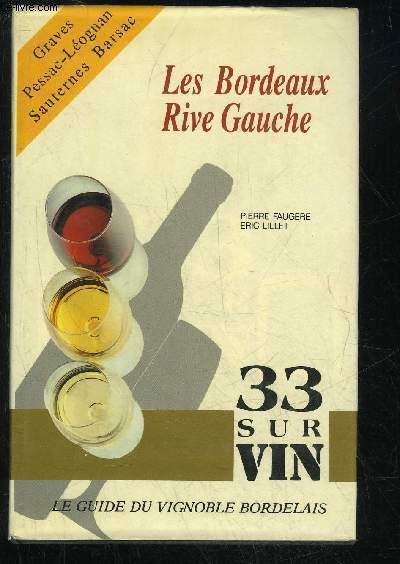 Graves
Pessac-Léognan
Sauternes Barsac
Les Bordeaux
Rive Gauche
PIERRE FAUGERE
ERIC LILLET
33
SUR
VIN
LE GUIDE DU VIGNOBLE BORDELAIS